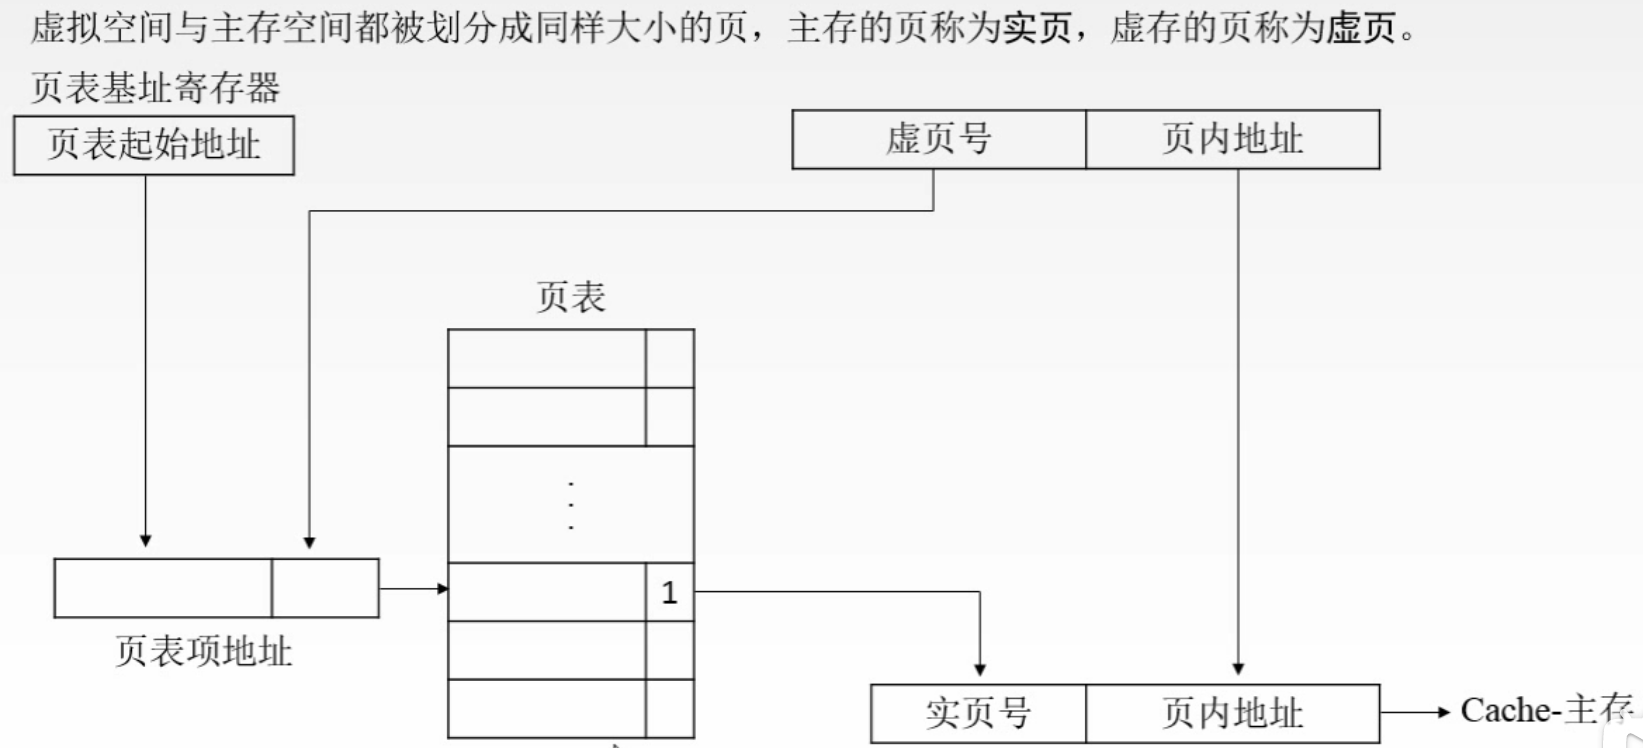 虚拟空间与主存空间都被划分成同样大小的页，主存的页称为实页，虚存的页称为虚页。
页表基址寄存器
页表起始地址
虚页号
页内地址
页表
1
页表项地址
实页号
页内地址
Cache-主存